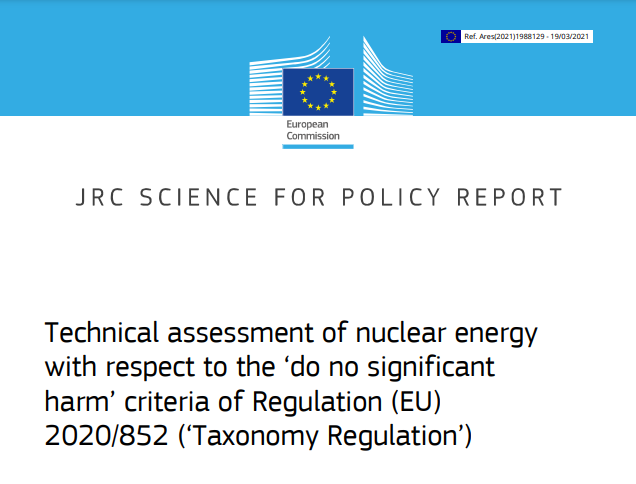 Ref. Ares(2021)1988129 - 19/03/2021
European
Commission
JRC SCIENCE FOR POLICY REPORT
Technical assessment of nuclear energy
with respect to the ‘do no significant
harm’ criteria of Regulation (EU)
2020/852 (‘Taxonomy Regulation’)